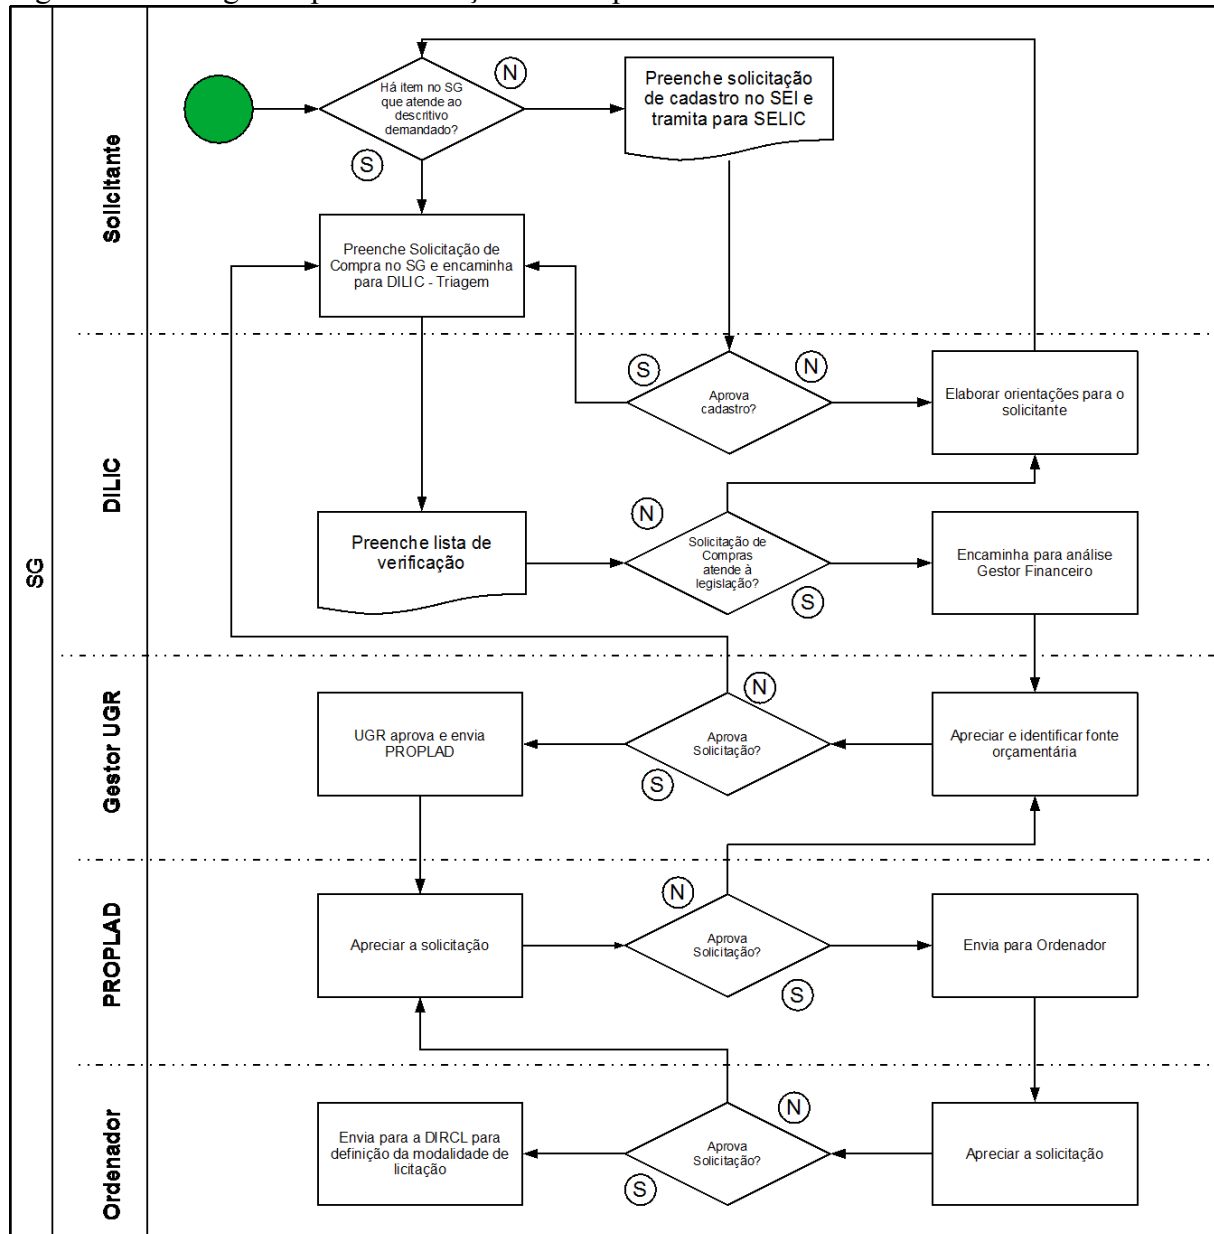 SG
Solicitante
Há item no SG
que atende ao
descritivo
demandado?
N
S
Preenche solicitação
de cadastro no SEI e
tramita para SELIC
Preenche Solicitação de
Compra no SG e encaminha
para DILIC - Triagem
DILIC
S
N
Aprova
cadastro?
Elaborar orientações para o
solicitante
Preenche lista de
verificação
N
Solicitação de
Compras
atende à
legislação?
S
Encaminha para análise
Gestor Financeiro
Gestor UGR
UGR aprova e envia
PROPLAD
N
Aprova
Solicitação?
S
Apreciar e identificar fonte
orçamentária
PROPLAD
Apreciar a solicitação
N
Aprova
Solicitação?
S
Envia para Ordenador
Ordenador
Envia para a DIRCL para
definição da modalidade de
licitação
N
Aprova
Solicitação?
S
Apreciar a solicitação